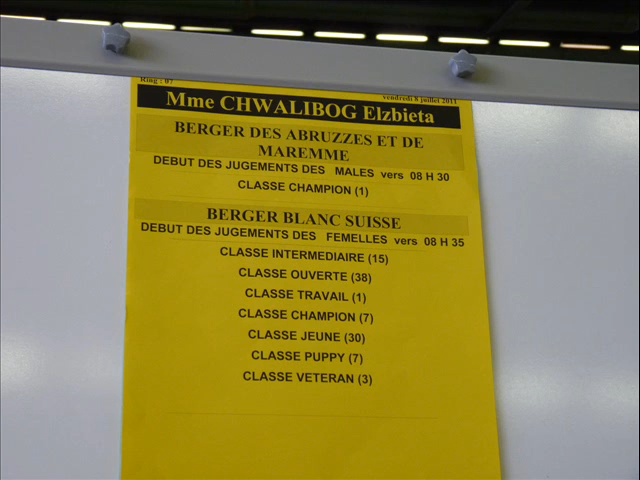 Ring : 07
vendredi 8 juillet 2011
Mme CHWALIBOG Elzbieta
BERGER DES ABRUZZES ET DE
MAREMME
DEBUT DES JUGEMENTS DES MALES vers 08 H 30
CLASSE CHAMPION (1)
BERGER BLANC SUISSE
DEBUT DES JUGEMENTS DES FEMELLES vers 08 H 35
CLASSE INTERMEDIAIRE (15)
CLASSE OUVERTE (38)
CLASSE TRAVAIL (1)
CLASSE CHAMPION (7)
CLASSE JEUNE (30)
CLASSE PUPPY (7)
CLASSE VETERAN (3)